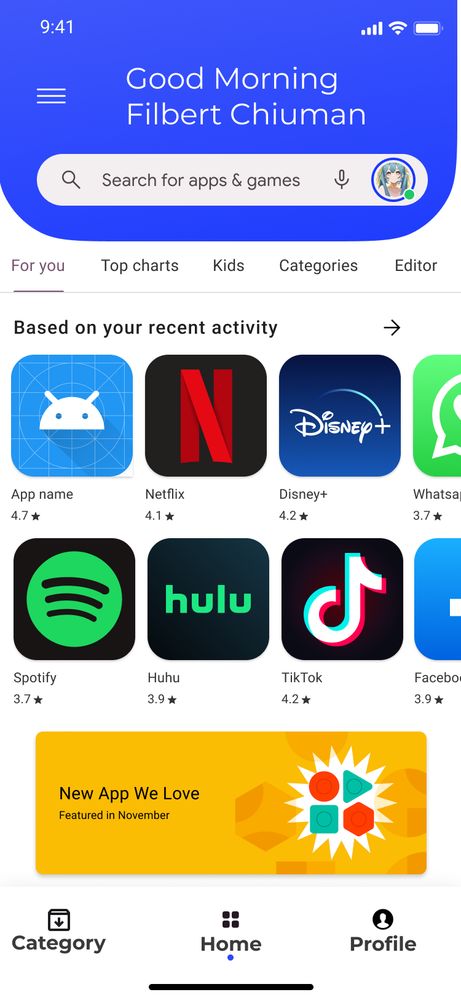 9:41
Good Morning
Filbert Chiuman
Search for apps & games
For you Top charts Kids Categories Editor
Based on your recent activity
N Disney+
App name Netflix Disney+ Whatsap
4.7 ★ 4.1 ★ 4.2 ★ 3.7 ★
hulu
Spotify Huhu TikTok Facebo
3.7 ★ 3.9 ★ 4.2 ★ 3.9 ★
New App We Love
Featured in November
Category Home Profile